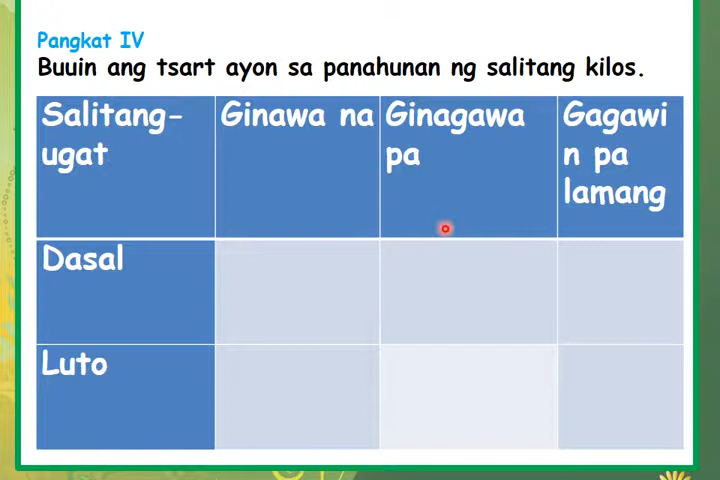 Pangkat IV
Buuin ang tsart ayon sa panahunan ng salitang kilos.
Salitang-
ugat
Ginawa na
Ginagawa
pa
Gagawi
n pa
lamang
Dasal
Luto